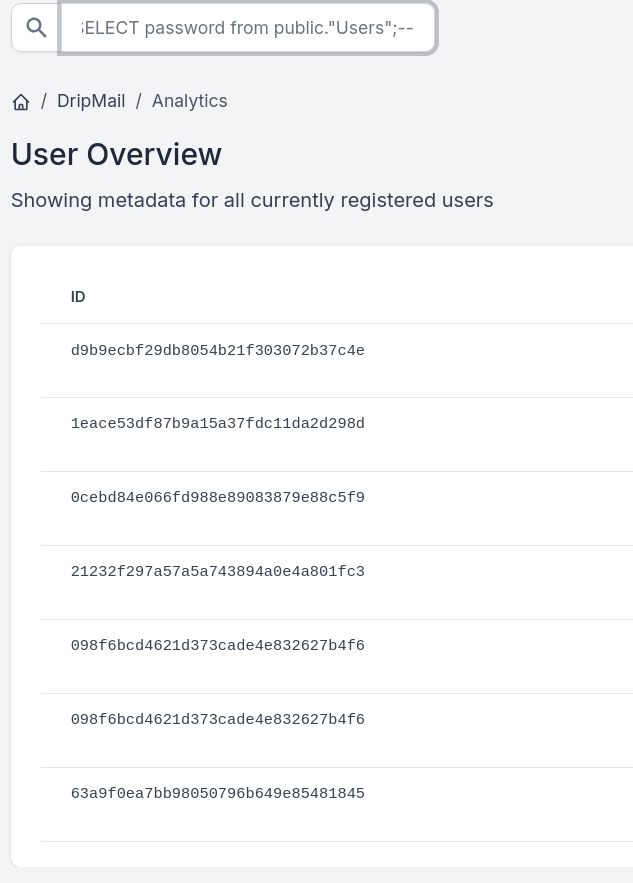 SELECT password from public."Users";--
/ DripMail / Analytics
User Overview
Showing metadata for all currently registered users
ID
d9b9ecbf29db8054b21f303072b37c4e
1eace53df87b9a15a37fdc11da2d298d
0cebd84e066fd988e89083879e88c5f9
21232f297a57a5a743894a0e4a801fc3
098f6bcd4621d373cade4e832627b4f6
098f6bcd4621d373cade4e832627b4f6
63a9f0ea7bb98050796b649e85481845